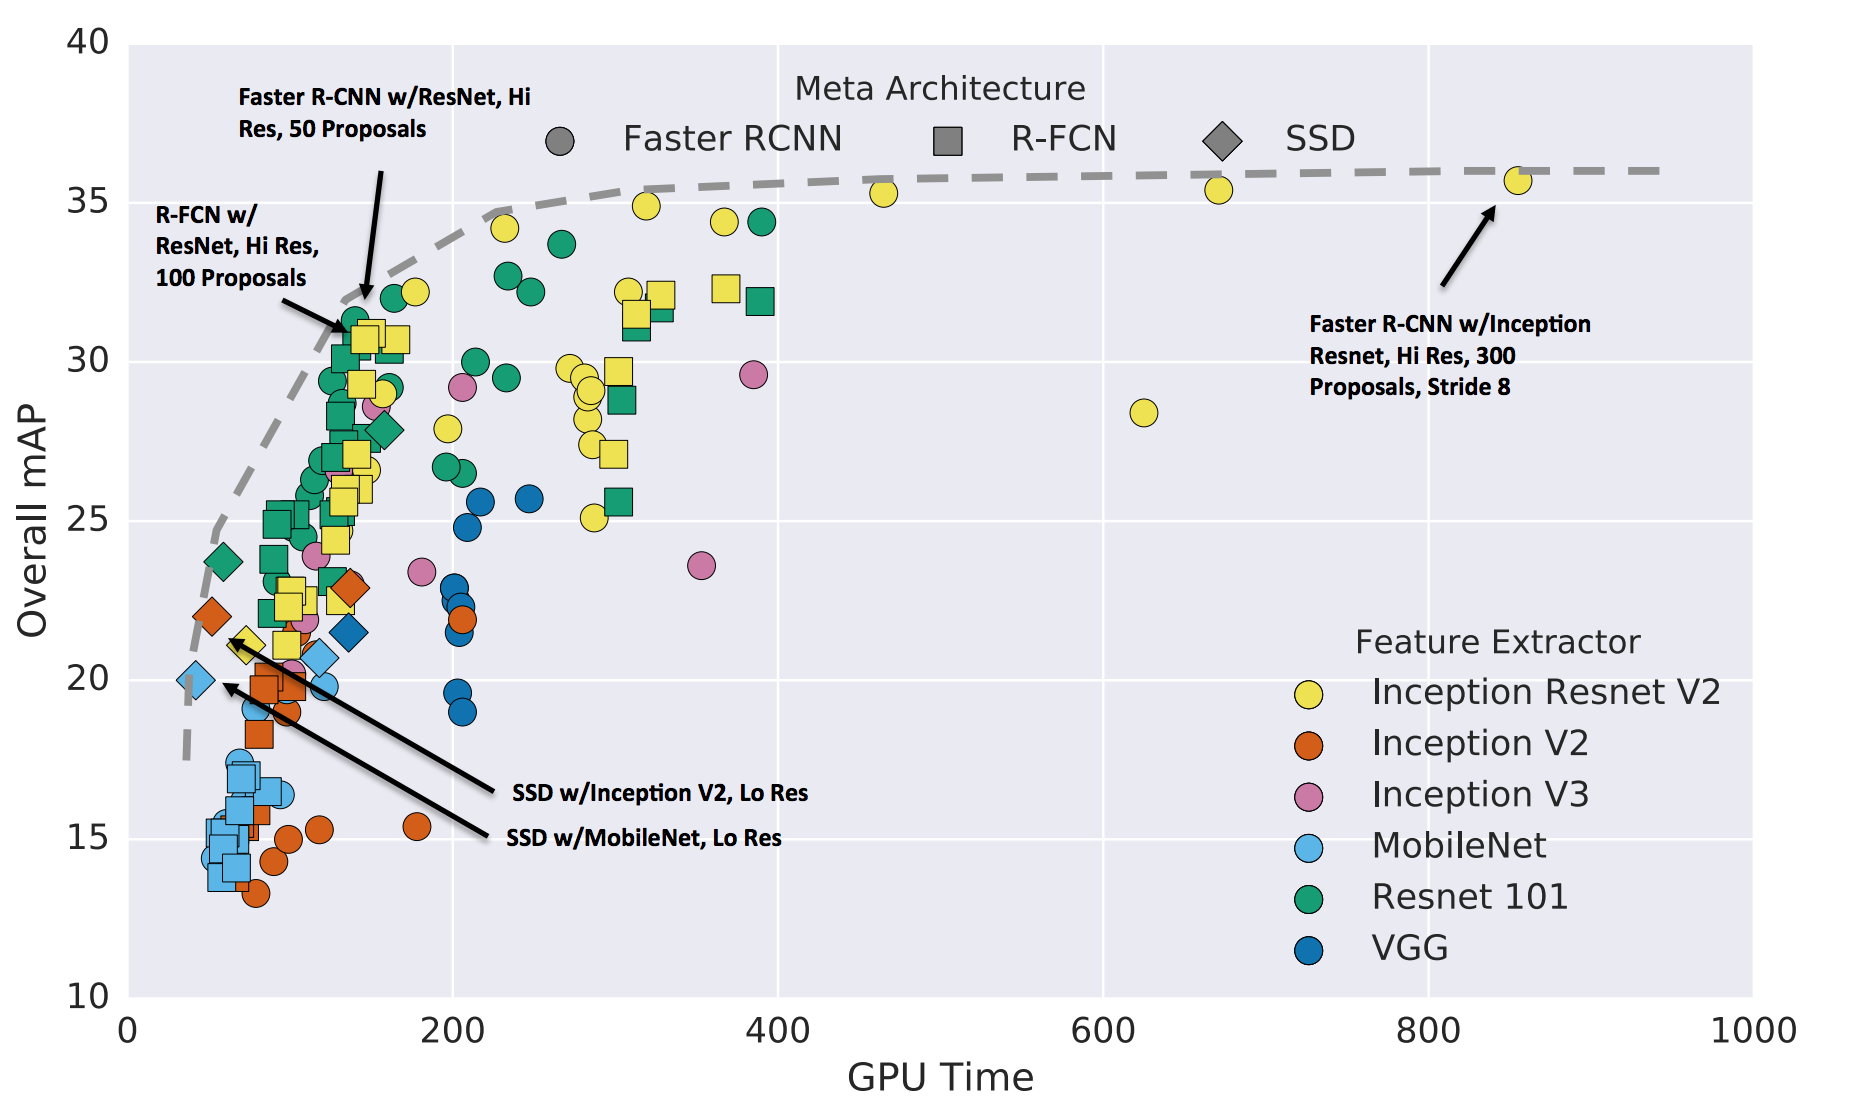 40
35
30
25
20
15
10
0
200
400
600
800
1000
Overall mAP
GPU Time
Meta Architecture
Faster RCNN
R-FCN
SSD
Faster R-CNN w/ResNet, Hi
Res, 50 Proposals
R-FCN w/
ResNet, Hi Res,
100 Proposals
Faster R-CNN w/Inception
Resnet, Hi Res, 300
Proposals, Stride 8
SSD w/Inception V2, Lo Res
SSD w/MobileNet, Lo Res
Feature Extractor
Inception Resnet V2
Inception V2
Inception V3
MobileNet
Resnet 101
VGG